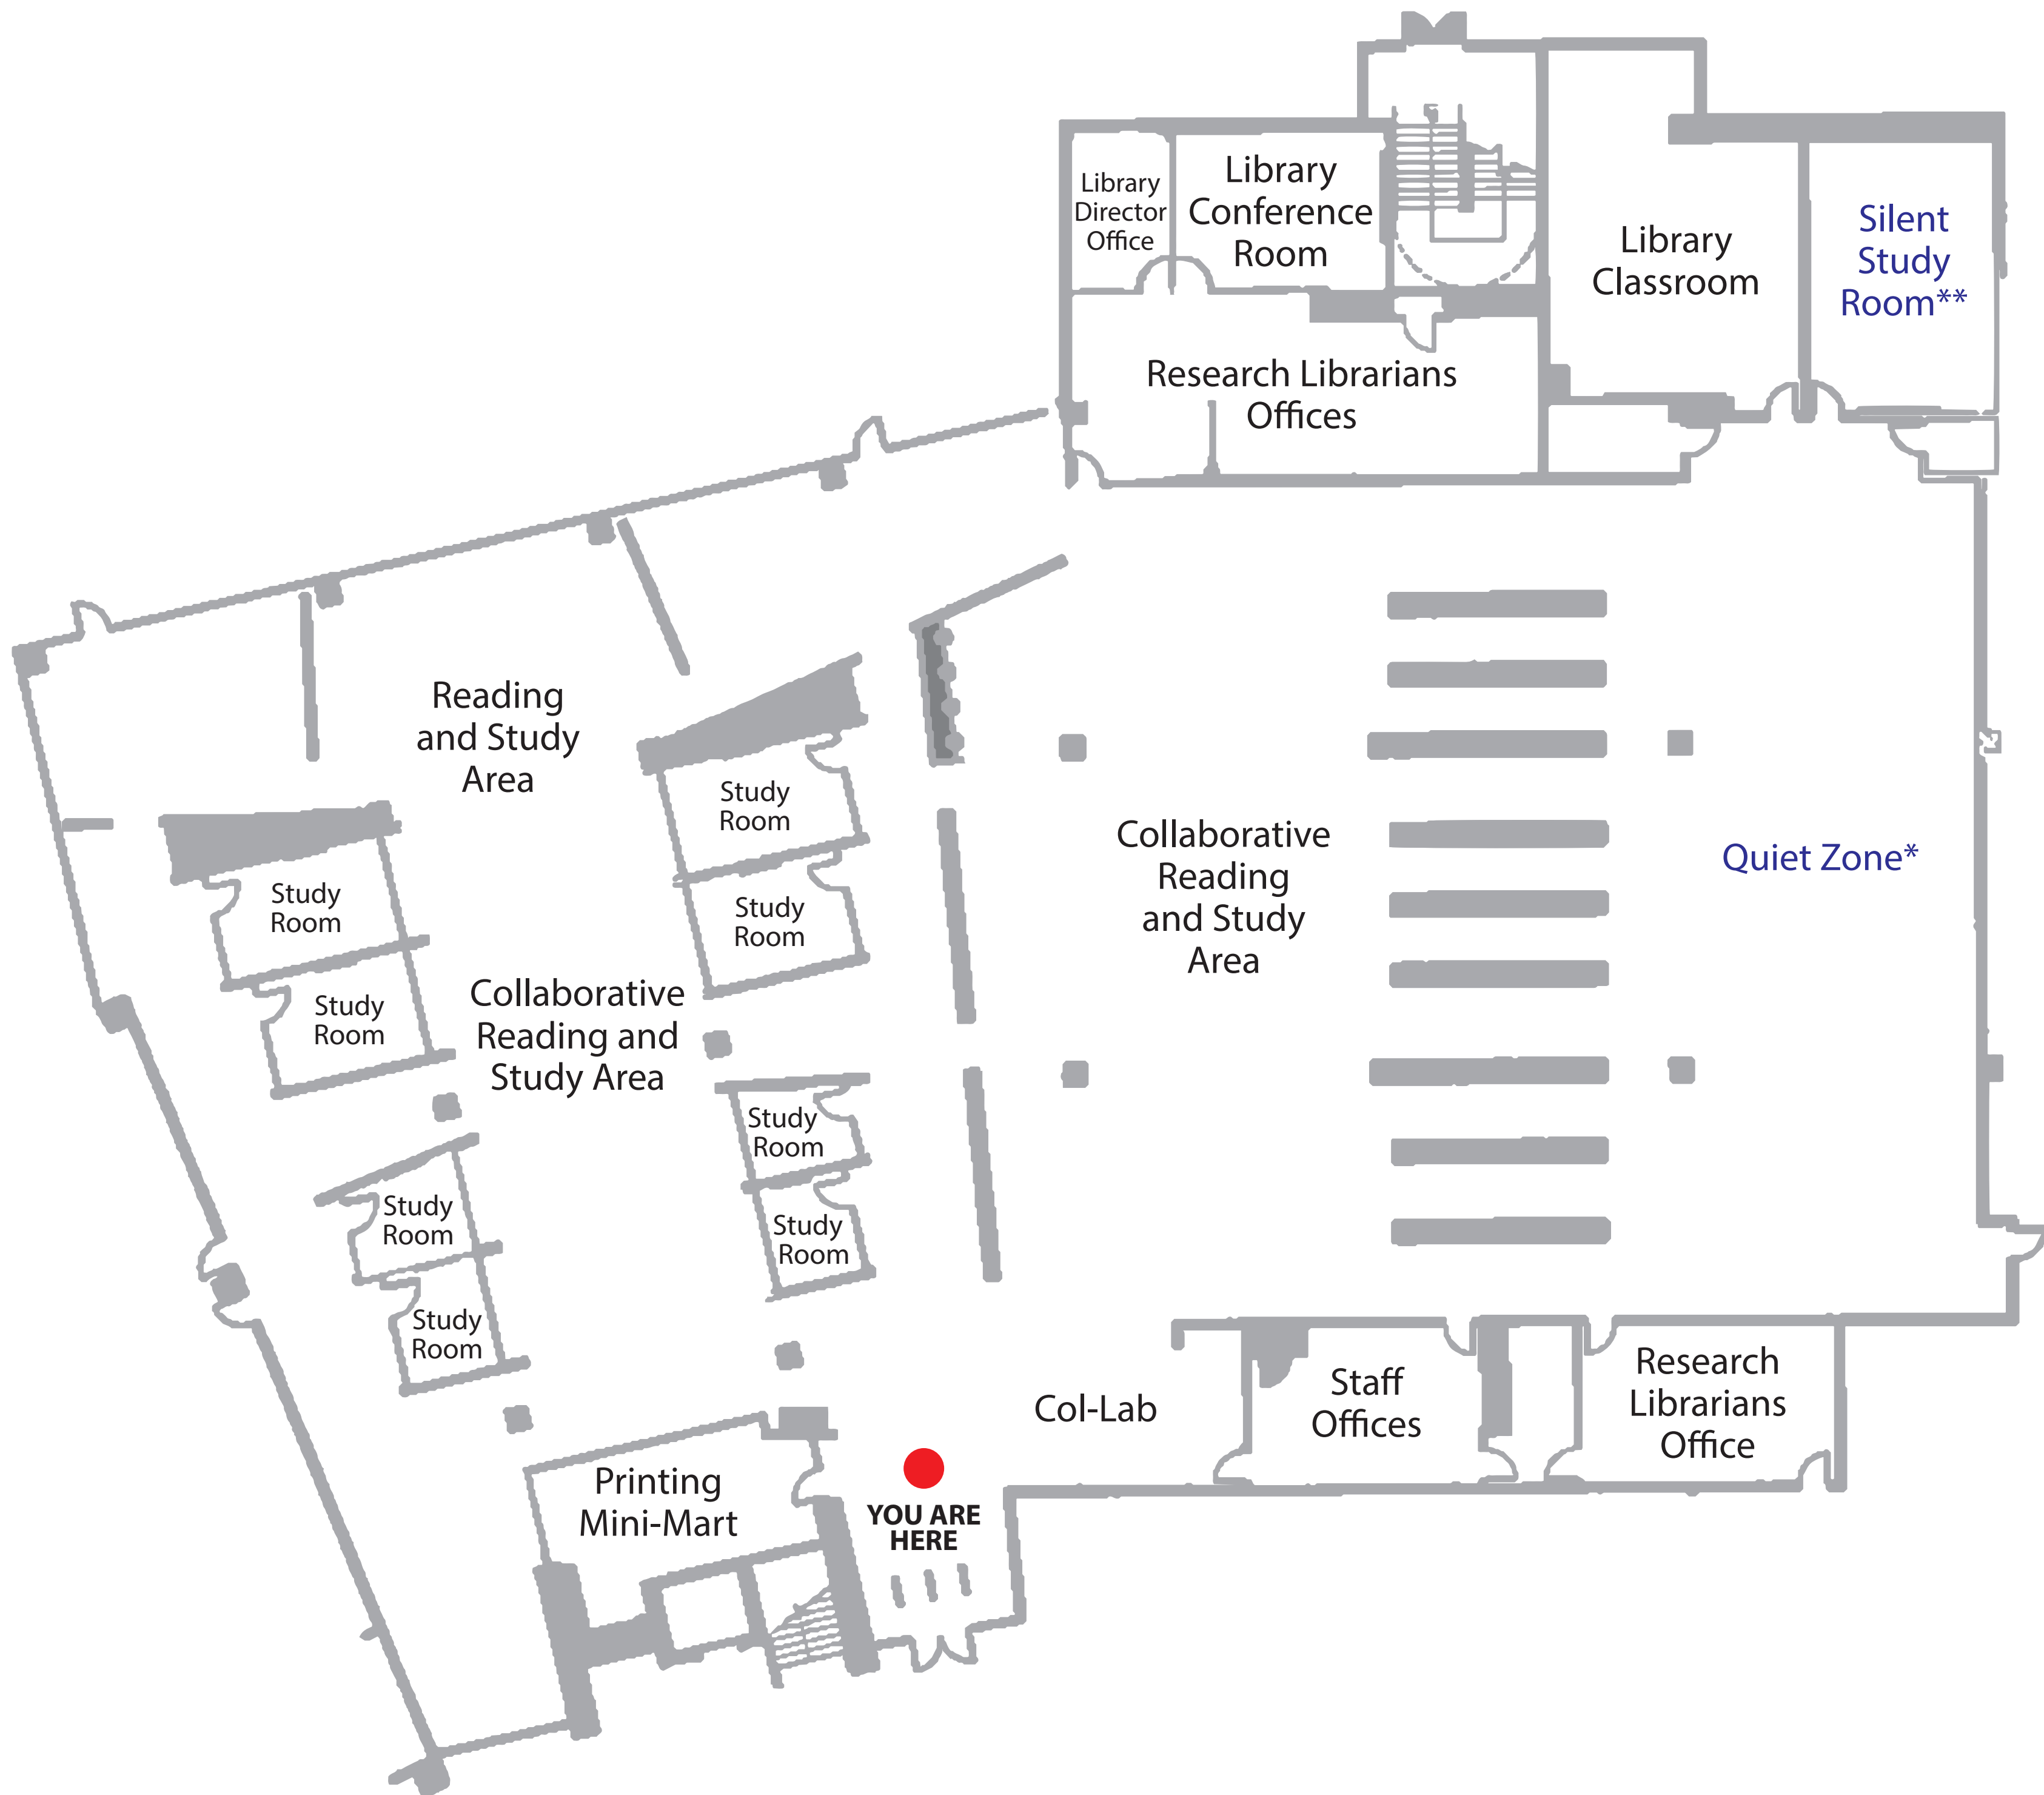 Library
Director
Office
Library
Conference
Room
Library
Classroom
Silent
Study
Room**
Research Librarians
Offices
Reading
and Study
Area
Study
Room
Study
Room
Study
Room
Study
Room
Collaborative
Reading and
Study Area
Collaborative
Reading
and Study
Area
Quiet Zone*
Study
Room
Study
Room
Study
Room
Study
Room
Col-Lab
Staff
Offices
Research
Librarians
Office
Printing
Mini-Mart
YOU ARE
HERE